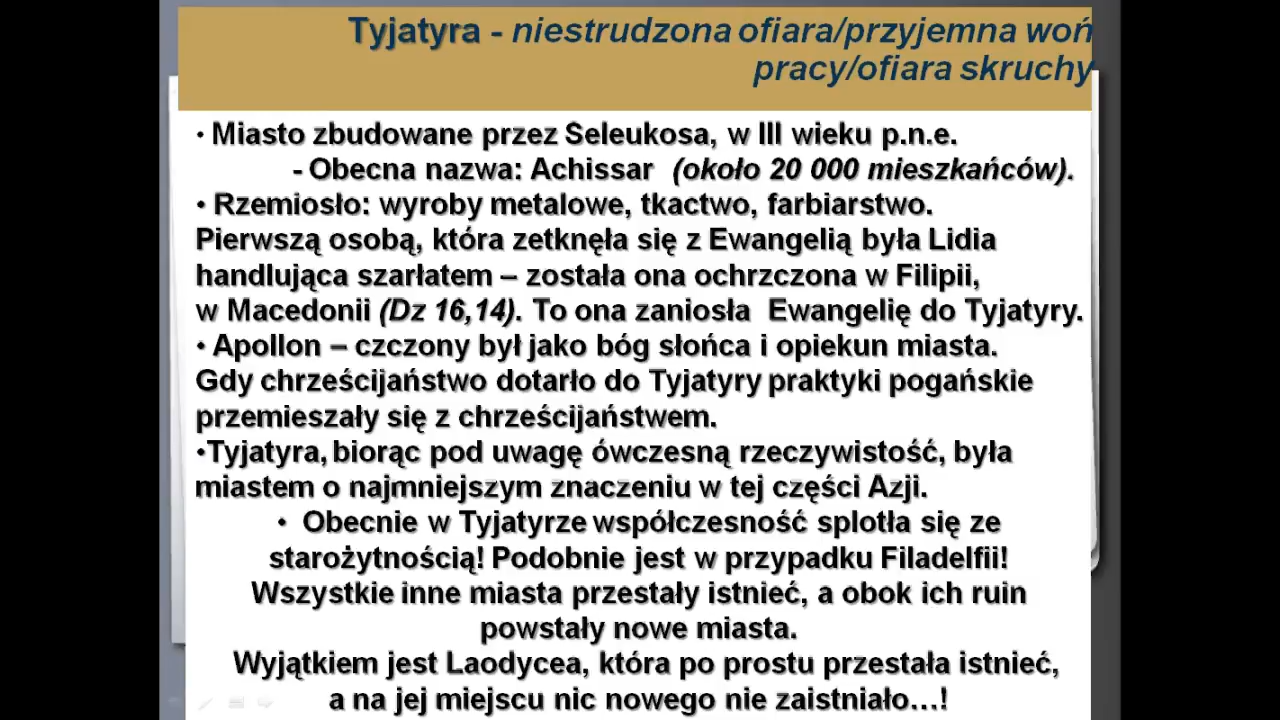 Tyjatyra - niestrudzona ofiara/przyjemna woń
pracy/ofiara skruchy
• Miasto zbudowane przez Seleukosa, w III wieku p.n.e.
- Obecna nazwa: Achissar (około 20 000 mieszkańców).
• Rzemiosło: wyroby metalowe, tkactwo, farbiarstwo.
Pierwszą osobą, która zetknęła się z Ewangelią była Lidia
handlująca szarłatem – została ona ochrzczona w Filipii,
w Macedonii (Dz 16,14). To ona zaniosła Ewangelię do Tyjatyry.
• Apollon – czczony był jako bóg słońca i opiekun miasta.
Gdy chrześcijaństwo dotarło do Tyjatyry praktyki pogańskie
przemieszały się z chrześcijaństwem.
•Tyjatyra, biorąc pod uwagę ówczesną rzeczywistość, była
miastem o najmniejszym znaczeniu w tej części Azji.
• Obecnie w Tyjatyrze współczesność splotła się ze
starożytnością! Podobnie jest w przypadku Filadelfii!
Wszystkie inne miasta przestały istnieć, a obok ich ruin
powstały nowe miasta.
Wyjątkiem jest Laodycea, która po prostu przestała istnieć,
a na jej miejscu nic nowego nie zaistniało...!